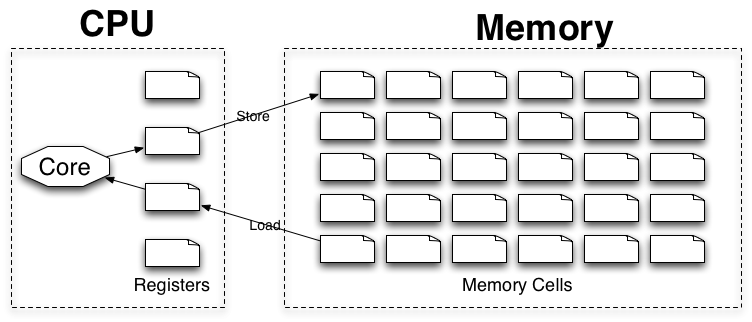 CPU
Memory
Store
Core
Load
Registers
Memory Cells